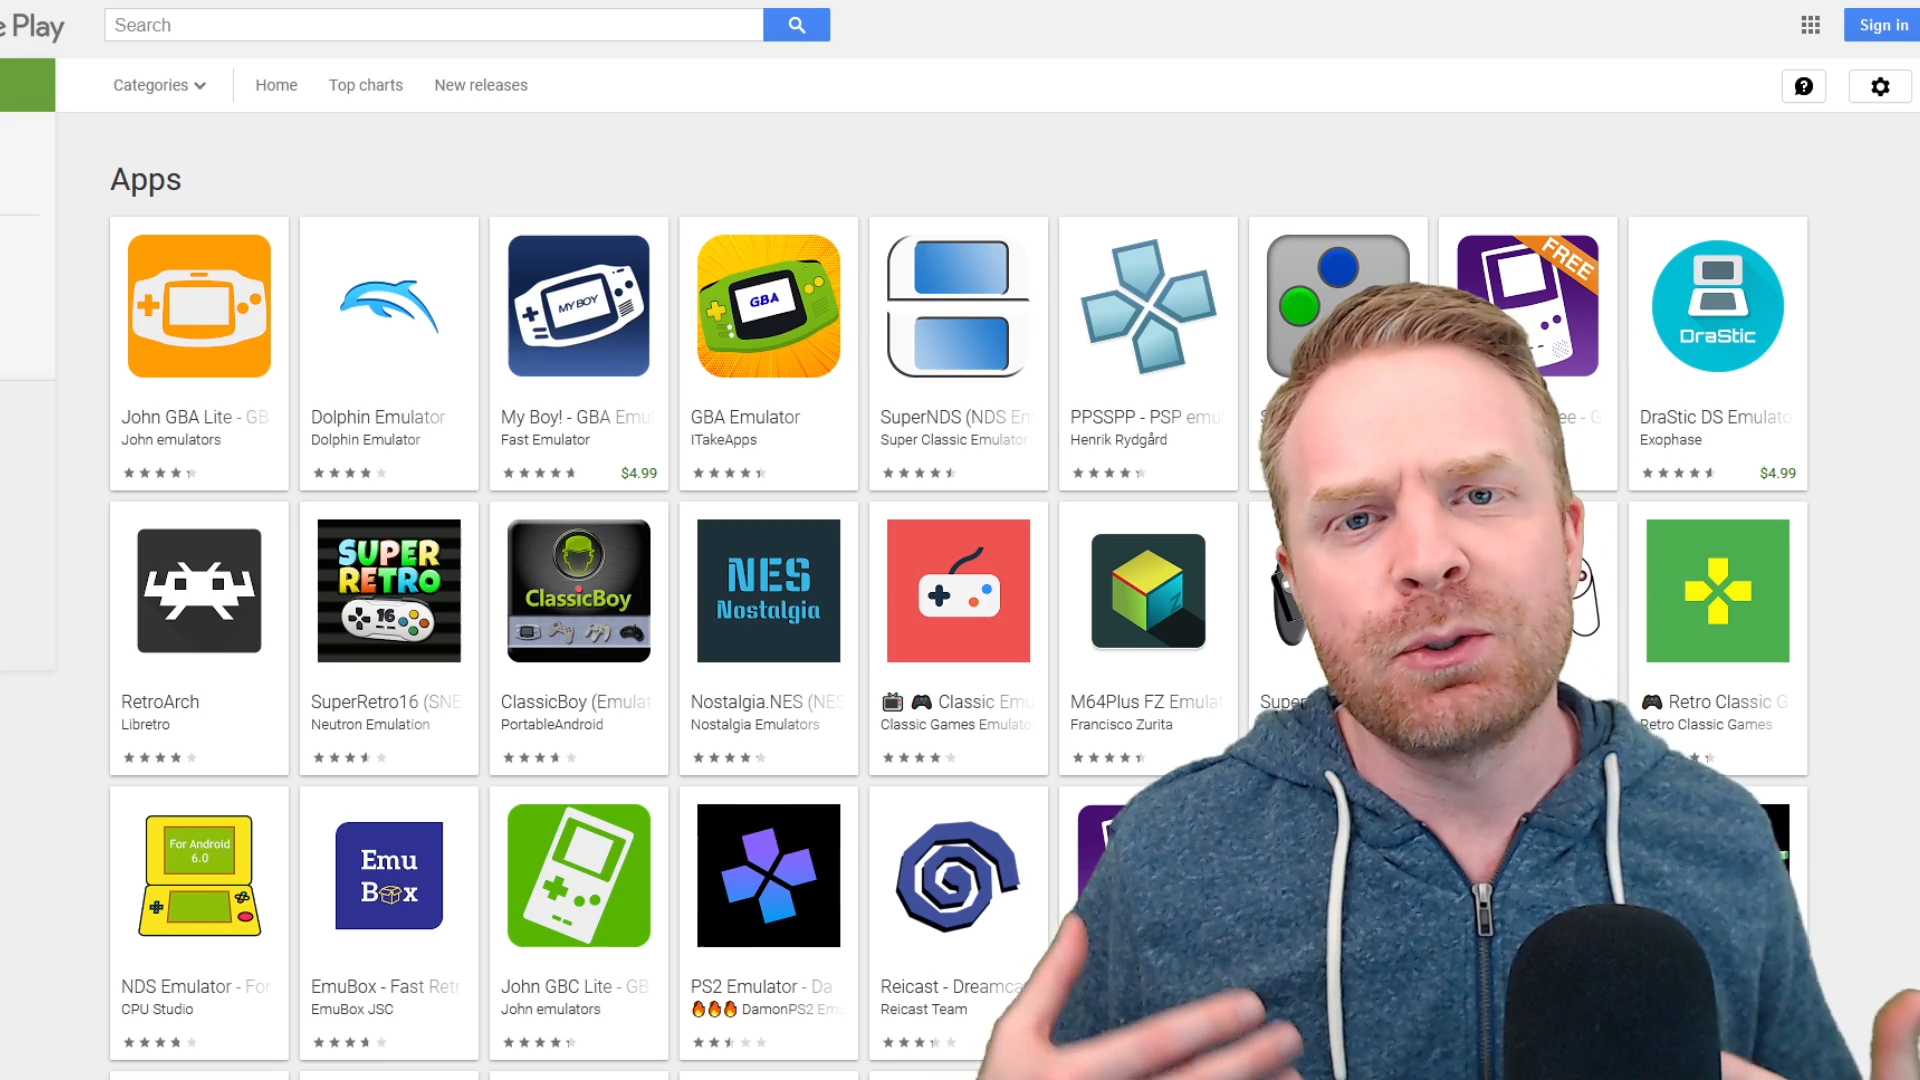 e Play
Search
Sign in
Categories
Home
Top charts
New releases
Apps
MY BOY
GBA
FREE
DraStic
John GBA Lite - GB
Dolphin Emulator
My Boy! - GBA Emu
GBA Emulator
SuperNDS (NDS Em
PPSSPP - PSP emu
ee - G
DraStic DS Emulato
John emulators
Dolphin Emulator
Fast Emulator
ITakeApps
Super Classic Emulator
Henrik Rydgård
Exophase
$4.99
$4.99
SUPER
RETRO
16
ClassicBoy
NES
Nostalgia
Z
RetroArch
SuperRetro16 (SNE
ClassicBoy (Emulat
Nostalgia.NES (NES
📺 🎮 Classic Emu
M64Plus FZ Emulat
Super
🎮 Retro Classic G
Libretro
Neutron Emulation
PortableAndroid
Nostalgia Emulators
Classic Games Emulato
Francisco Zurita
Retro Classic Games
For Android
6.0
Emu
Box
NDS Emulator - For
EmuBox - Fast Retr
John GBC Lite - GB
PS2 Emulator - Da
Reicast - Dreamca
CPU Studio
EmuBox JSC
John emulators
🔥🔥🔥 DamonPS2 Emu
Reicast Team